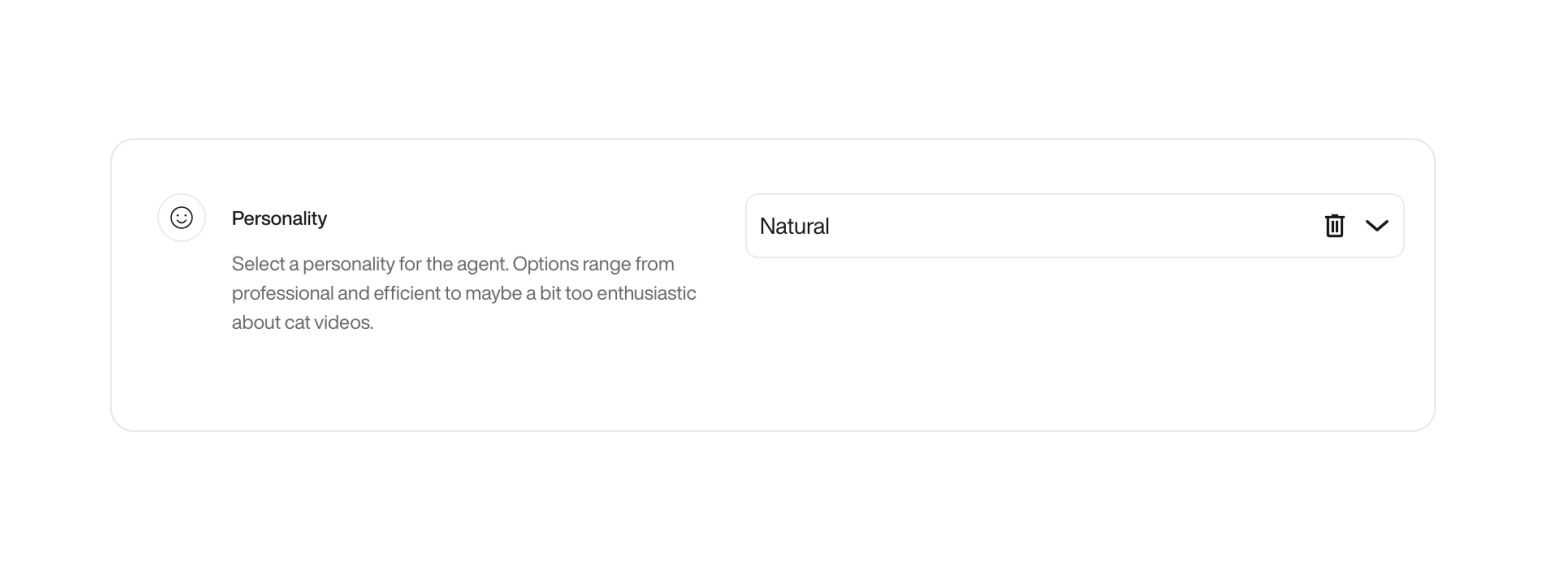 Personality
Select a personality for the agent. Options range from
professional and efficient to maybe a bit too enthusiastic
about cat videos.
Natural